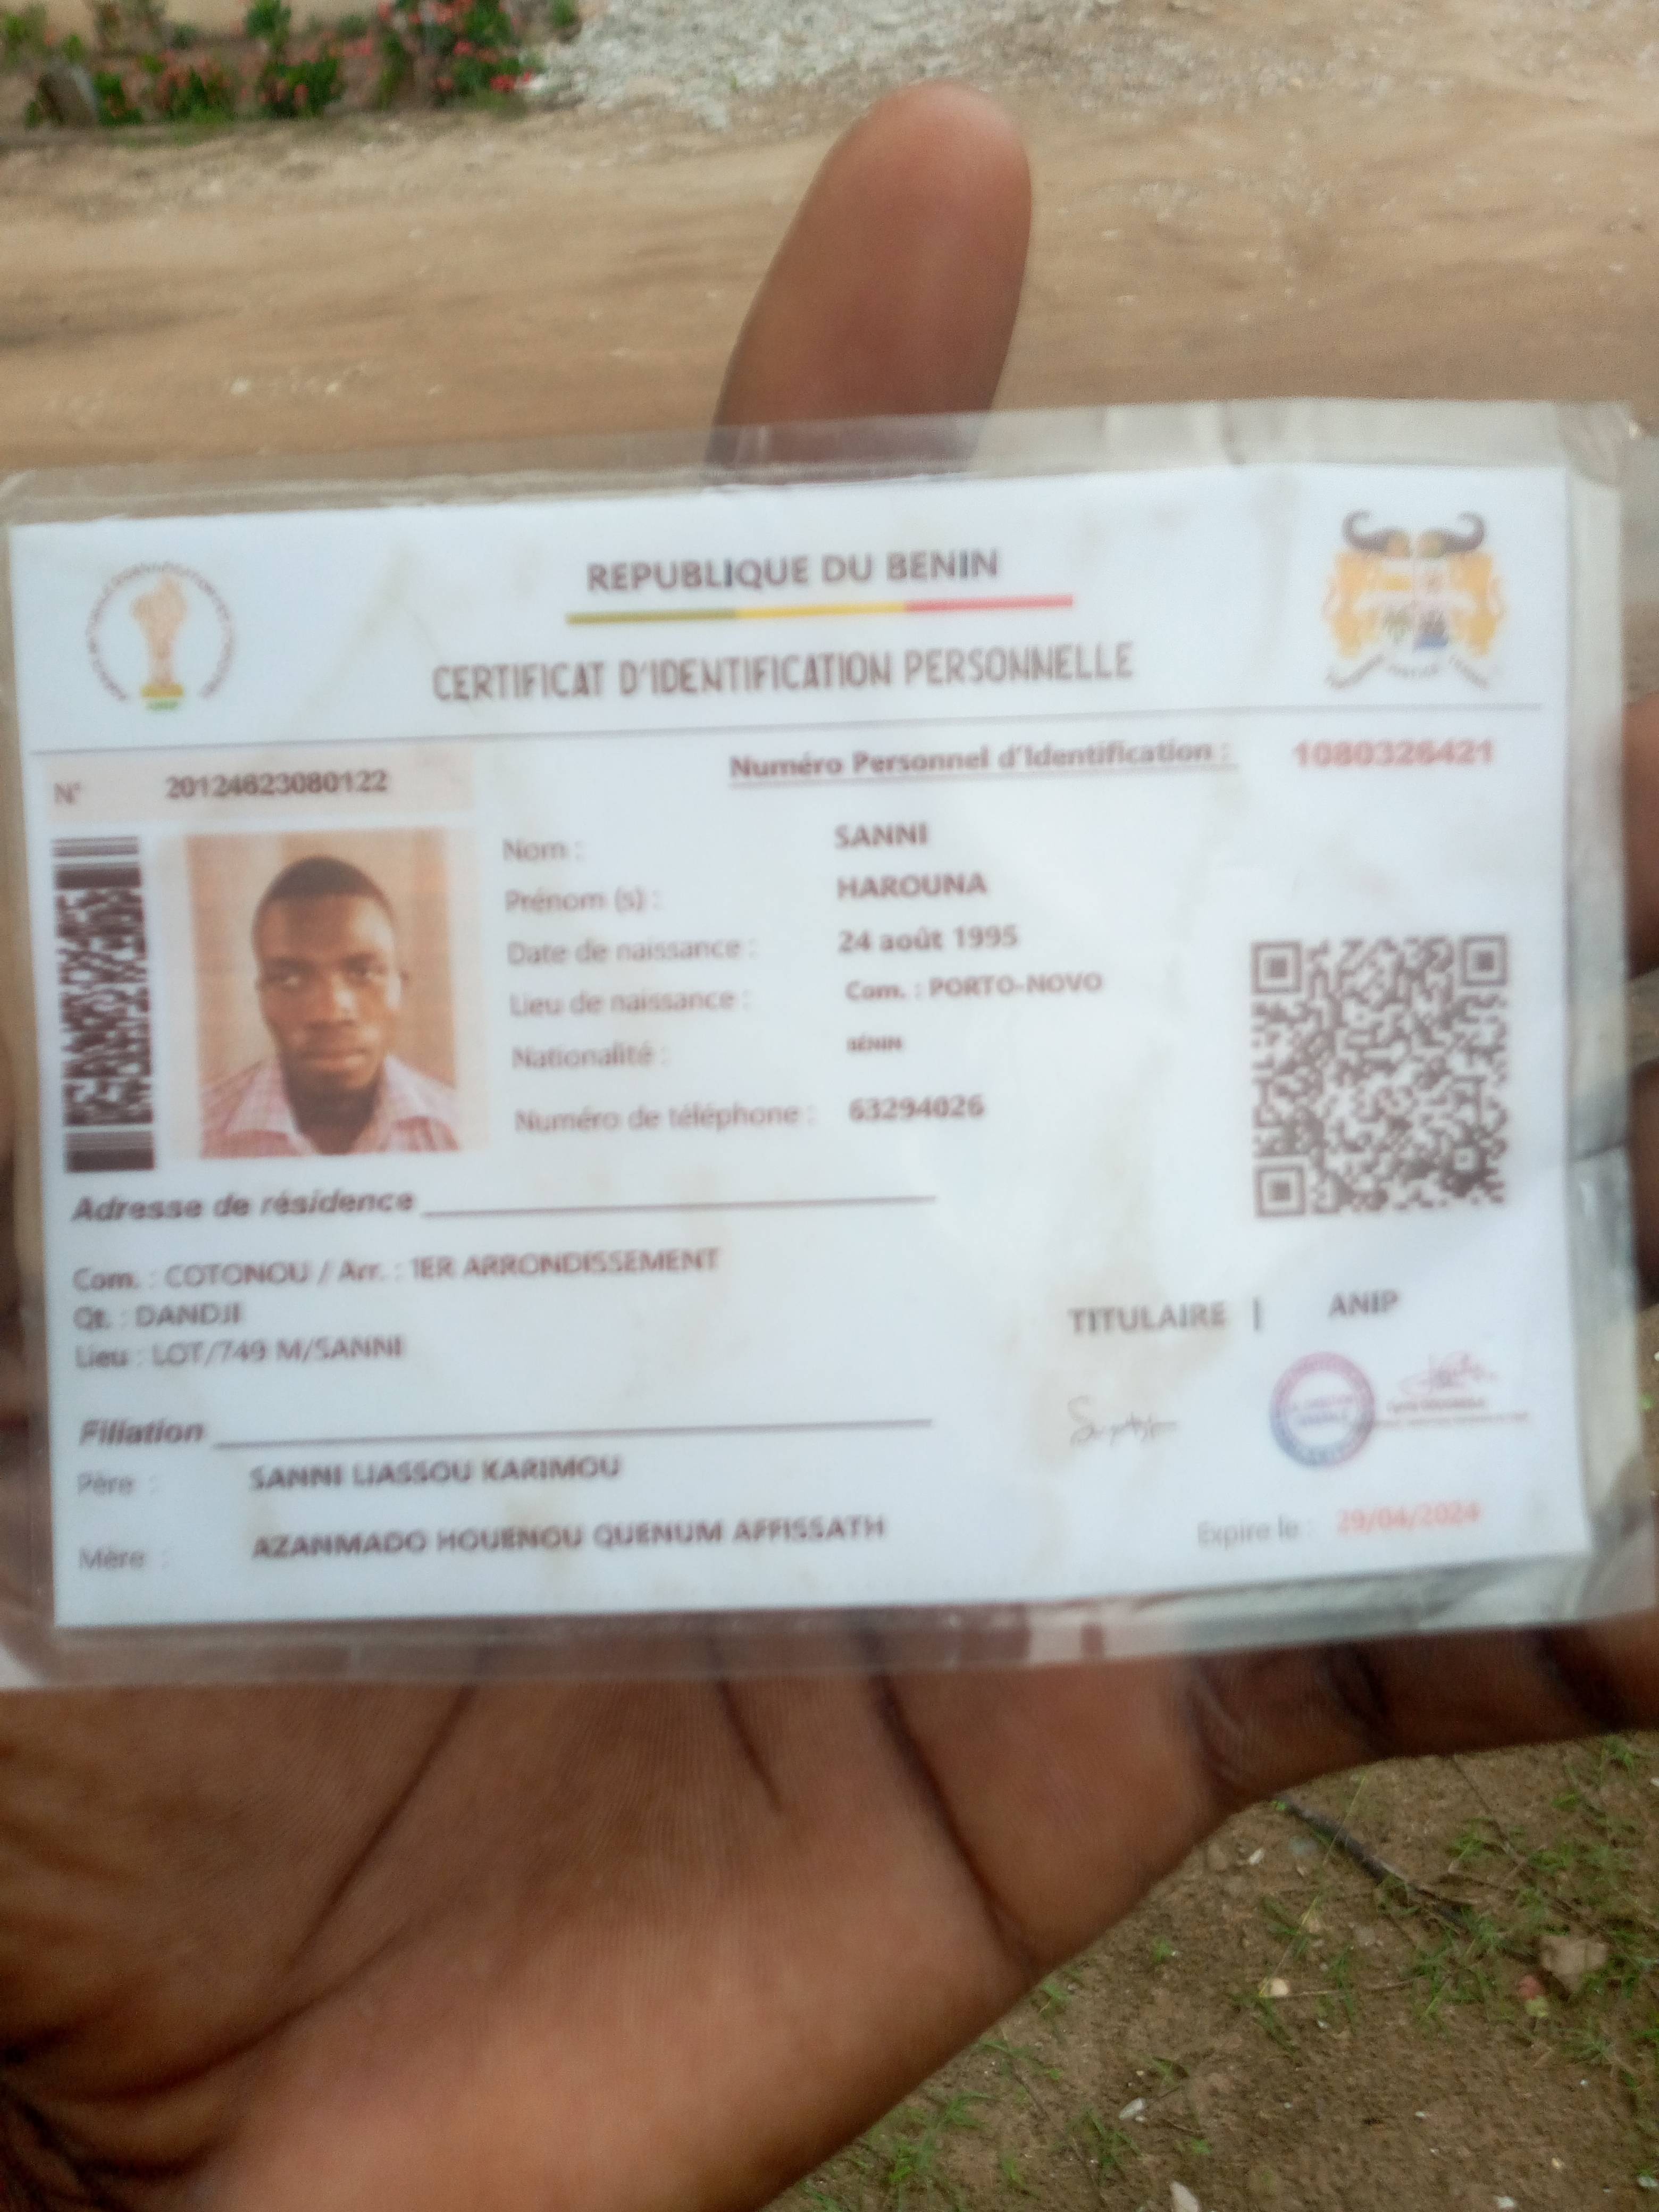 REPUBLIQUE DU BENIN
CERTIFICAT D'IDENTIFICATION PERSONNELLE
Numéro Personnel d'Identification : 1080326421
N° 20124623080122
Nom : SANNI
Prénom (s) : HAROUNA
Date de naissance : 24 août 1995
Lieu de naissance : Com. : PORTO-NOVO
Nationalité : BÉNIN
Numéro de téléphone : 63294026
Adresse de résidence
Com. : COTONOU / Arr. : 1ER ARRONDISSEMENT
Qt. : DANDJI
Lieu : LOT/749 M/SANNI
TITULAIRE | ANIP
Filiation
Père : SANNI LIASSOU KARIMOU
Mère : AZANMADO HOUENOU QUENUM AFFISSATH
Expire le : 29/04/2024